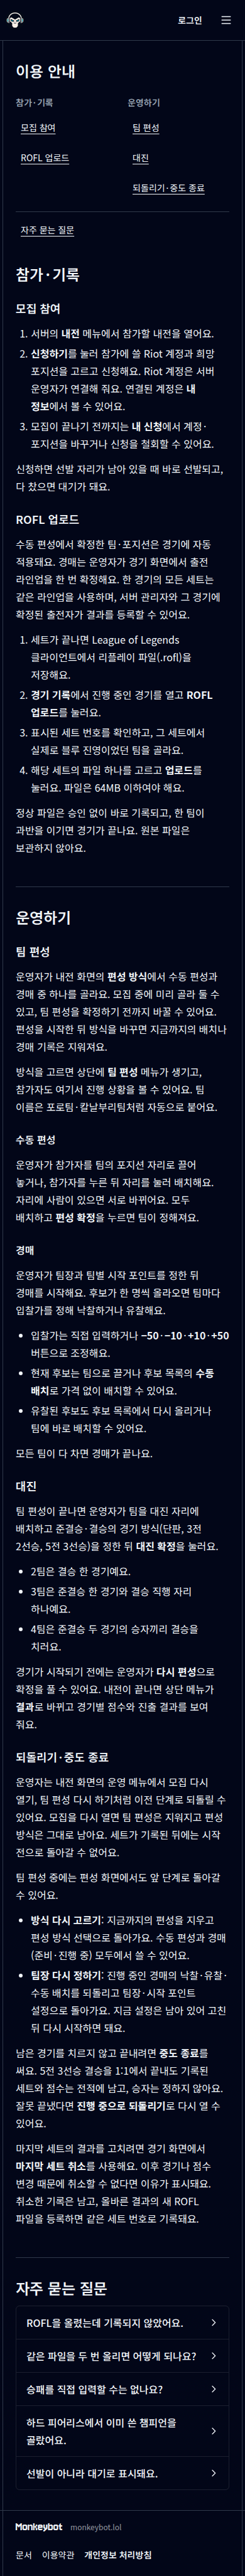 로그인
이용 안내
참가·기록
운영하기
모집 참여
팀 편성
ROFL 업로드
대진
되돌리기·중도 종료
자주 묻는 질문
참가·기록
모집 참여
1. 서버의 내전 메뉴에서 참가할 내전을 열어요.
2. 신청하기를 눌러 참가에 쓸 Riot 계정과 희망
포지션을 고르고 신청해요. Riot 계정은 서버
운영자가 연결해 줘요. 연결된 계정은 내
정보에서 볼 수 있어요.
3. 모집이 끝나기 전까지는 내 신청에서 계정·
포지션을 바꾸거나 신청을 철회할 수 있어요.
신청하면 선발 자리가 남아 있을 때 바로 선발되고,
다 찼으면 대기가 돼요.
ROFL 업로드
수동 편성에서 확정한 팀·포지션은 경기에 자동
적용돼요. 경매는 운영자가 경기 화면에서 출전
라인업을 한 번 확정해요. 한 경기의 모든 세트는
같은 라인업을 사용하며, 서버 관리자와 그 경기에
확정된 출전자가 결과를 등록할 수 있어요.
1. 세트가 끝나면 League of Legends
클라이언트에서 리플레이 파일(.rofl)을
저장해요.
2. 경기 기록에서 진행 중인 경기를 열고 ROFL
업로드를 눌러요.
3. 표시된 세트 번호를 확인하고, 그 세트에서
실제로 블루 진영이었던 팀을 골라요.
4. 해당 세트의 파일 하나를 고르고 업로드를
눌러요. 파일은 64MB 이하여야 해요.
정상 파일은 승인 없이 바로 기록되고, 한 팀이
과반을 이기면 경기가 끝나요. 원본 파일은
보관하지 않아요.
운영하기
팀 편성
운영자가 내전 화면의 편성 방식에서 수동 편성과
경매 중 하나를 골라요. 모집 중에 미리 골라 둘 수
있고, 팀 편성을 확정하기 전까지 바꿀 수 있어요.
편성을 시작한 뒤 방식을 바꾸면 지금까지의 배치나
경매 기록은 지워져요.
방식을 고르면 상단에 팀 편성 메뉴가 생기고,
참가자도 여기서 진행 상황을 볼 수 있어요. 팀
이름은 포로팀·칼날부리팀처럼 자동으로 붙어요.
수동 편성
운영자가 참가자를 팀의 포지션 자리로 끌어
놓거나, 참가자를 누른 뒤 자리를 눌러 배치해요.
자리에 사람이 있으면 서로 바뀌어요. 모두
배치하고 편성 확정을 누르면 팀이 정해져요.
경매
운영자가 팀장과 팀별 시작 포인트를 정한 뒤
경매를 시작해요. 후보가 한 명씩 올라오면 팀마다
입찰가를 정해 낙찰하거나 유찰해요.
• 입찰가는 직접 입력하거나 −50·−10·+10·+50
버튼으로 조정해요.
• 현재 후보는 팀으로 끌거나 후보 목록의 수동
배치로 가격 없이 배치할 수 있어요.
• 유찰된 후보도 후보 목록에서 다시 올리거나
팀에 바로 배치할 수 있어요.
모든 팀이 다 차면 경매가 끝나요.
대진
팀 편성이 끝나면 운영자가 팀을 대진 자리에
배치하고 준결승·결승의 경기 방식(단판, 3전
2선승, 5전 3선승)을 정한 뒤 대진 확정을 눌러요.
• 2팀은 결승 한 경기예요.
• 3팀은 준결승 한 경기와 결승 직행 자리
하나예요.
• 4팀은 준결승 두 경기의 승자끼리 결승을
치러요.
경기가 시작되기 전에는 운영자가 다시 편성으로
확정을 풀 수 있어요. 내전이 끝나면 상단 메뉴가
결과로 바뀌고 경기별 점수와 진출 결과를 보여
줘요.
되돌리기·중도 종료
운영자는 내전 화면의 운영 메뉴에서 모집 다시
열기, 팀 편성 다시 하기처럼 이전 단계로 되돌릴 수
있어요. 모집을 다시 열면 팀 편성은 지워지고 편성
방식은 그대로 남아요. 세트가 기록된 뒤에는 시작
전으로 돌아갈 수 없어요.
팀 편성 중에는 편성 화면에서도 앞 단계로 돌아갈
수 있어요.
• 방식 다시 고르기: 지금까지의 편성을 지우고
편성 방식 선택으로 돌아가요. 수동 편성과 경매
(준비·진행 중) 모두에서 쓸 수 있어요.
• 팀장 다시 정하기: 진행 중인 경매의 낙찰·유찰·
수동 배치를 되돌리고 팀장·시작 포인트
설정으로 돌아가요. 지금 설정은 남아 있어 고친
뒤 다시 시작하면 돼요.
남은 경기를 치르지 않고 끝내려면 중도 종료를
써요. 5전 3선승 결승을 1:1에서 끝내도 기록된
세트와 점수는 전적에 남고, 승자는 정하지 않아요.
잘못 끝냈다면 진행 중으로 되돌리기로 다시 열 수
있어요.
마지막 세트의 결과를 고치려면 경기 화면에서
마지막 세트 취소를 사용해요. 이후 경기나 점수
변경 때문에 취소할 수 없다면 이유가 표시돼요.
취소한 기록은 남고, 올바른 결과의 새 ROFL
파일을 등록하면 같은 세트 번호로 기록돼요.
자주 묻는 질문
ROFL을 올렸는데 기록되지 않았어요.
같은 파일을 두 번 올리면 어떻게 되나요?
승패를 직접 입력할 수는 없나요?
하드 피어리스에서 이미 쓴 챔피언을
골랐어요.
선발이 아니라 대기로 표시돼요.
Monkeybot monkeybot.lol
문서 이용약관 개인정보 처리방침